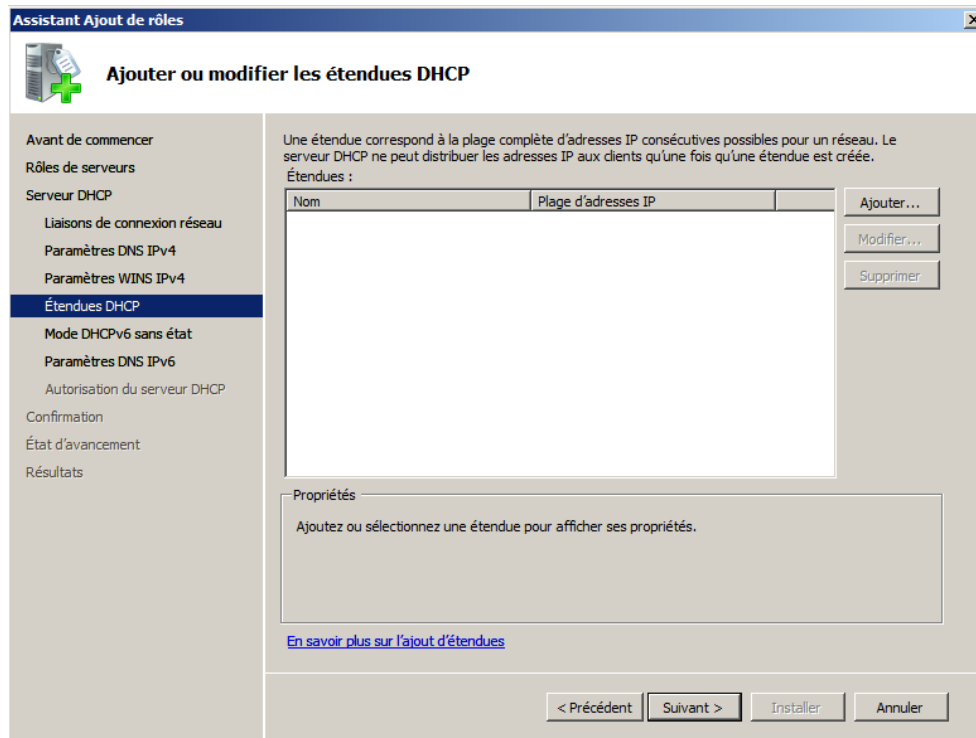 Assistant Ajout de rôles
Ajouter ou modifier les étendues DHCP
Avant de commencer
Rôles de serveurs
Serveur DHCP
Liaisons de connexion réseau
Paramètres DNS IPv4
Paramètres WINS IPv4
Étendues DHCP
Mode DHCPv6 sans état
Paramètres DNS IPv6
Autorisation du serveur DHCP
Confirmation
État d'avancement
Résultats
Une étendue correspond à la plage complète d'adresses IP consécutives possibles pour un réseau. Le
serveur DHCP ne peut distribuer les adresses IP aux clients qu'une fois qu'une étendue est créée.
Étendues :
Nom Plage d'adresses IP
Ajouter...
Modifier...
Supprimer
Propriétés
Ajoutez ou sélectionnez une étendue pour afficher ses propriétés.
En savoir plus sur l'ajout d'étendues
< Précédent Suivant > Installer Annuler